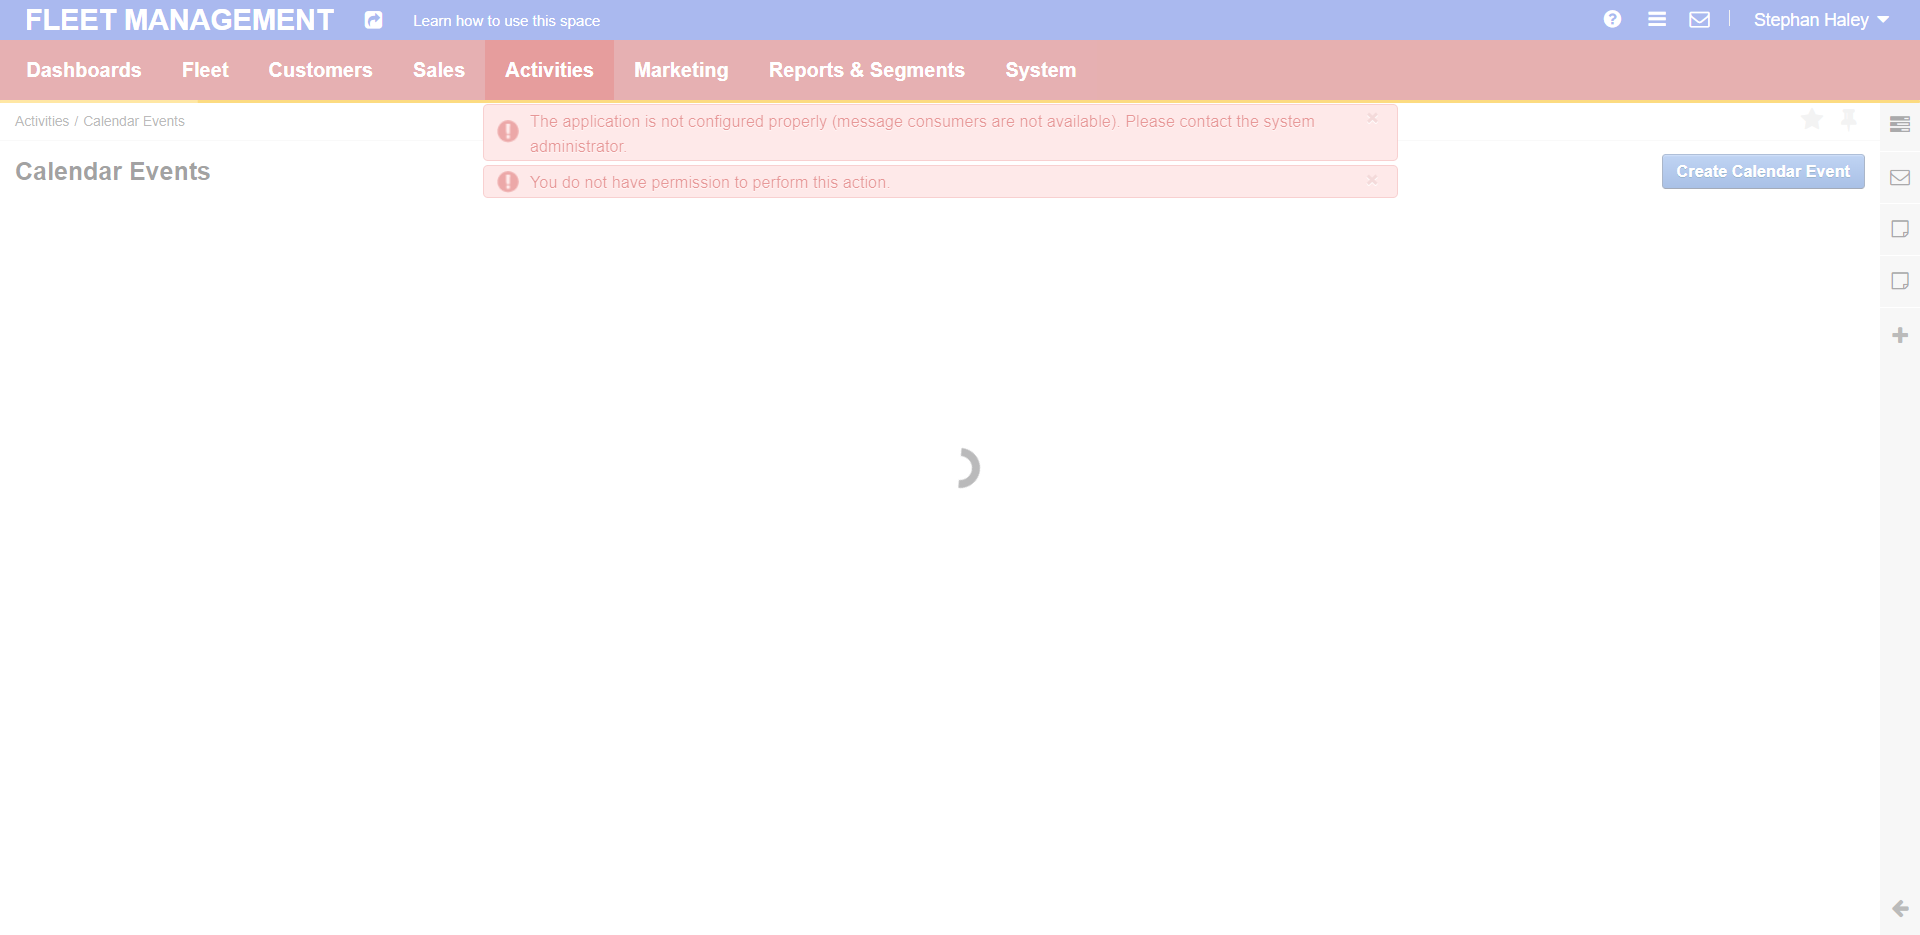 FLEET MANAGEMENT
Learn how to use this space
Stephan Haley
Dashboards
Fleet
Customers
Sales
Activities
Marketing
Reports & Segments
System
Activities / Calendar Events
The application is not configured properly (message consumers are not available). Please contact the system
administrator.
You do not have permission to perform this action.
Calendar Events
Create Calendar Event